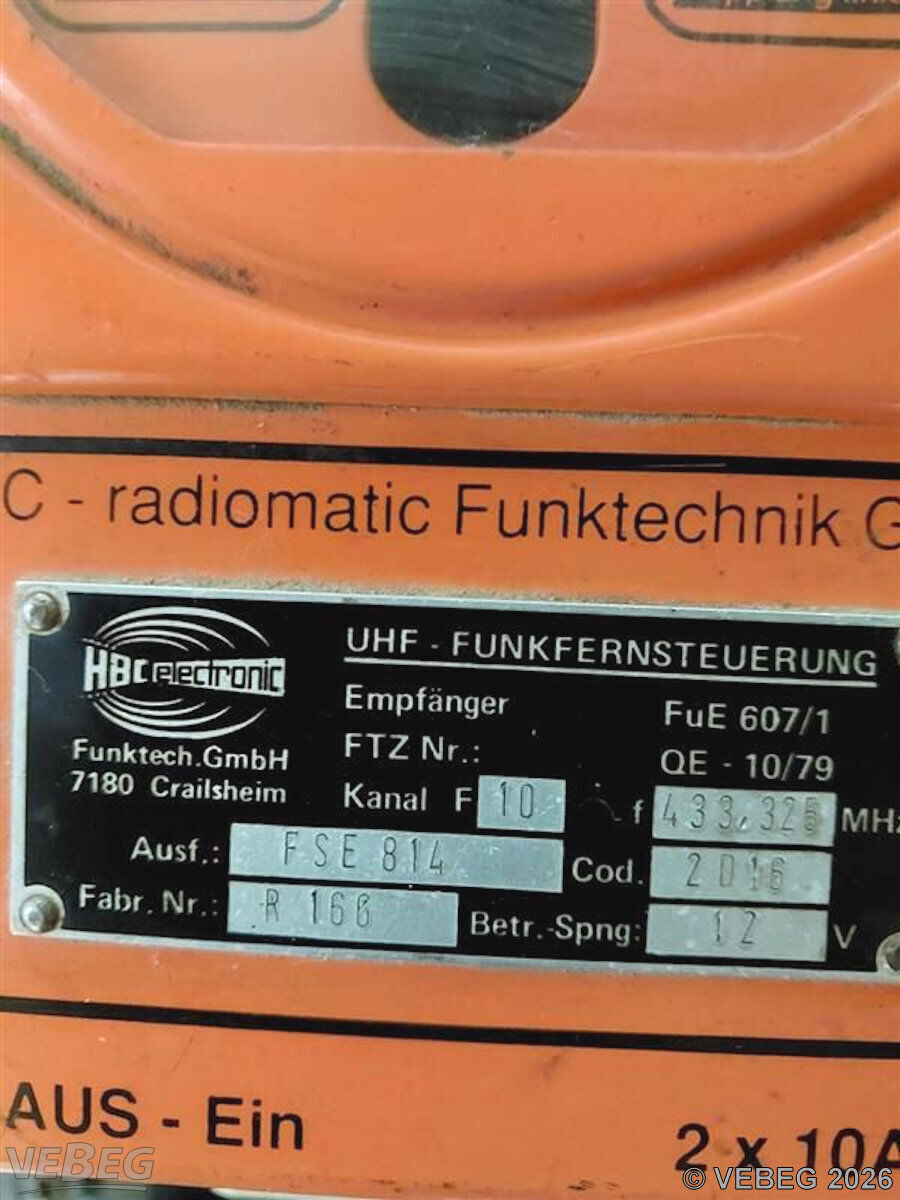 C - radiomatic Funktechnik G
HBC electronic
Funktech.GmbH
7180 Crailsheim
UHF - FUNKFERNSTEUERUNG
Empfänger FuE 607/1
FTZ Nr.: QE - 10/79
Kanal F 10 f 433,325 MHz
Ausf.: FSE 814 Cod. 2016
Fabr. Nr.: R 160 Betr.-Spng: 12 V
AUS - Ein 2 x 10A
VEBEG
© VEBEG 2026